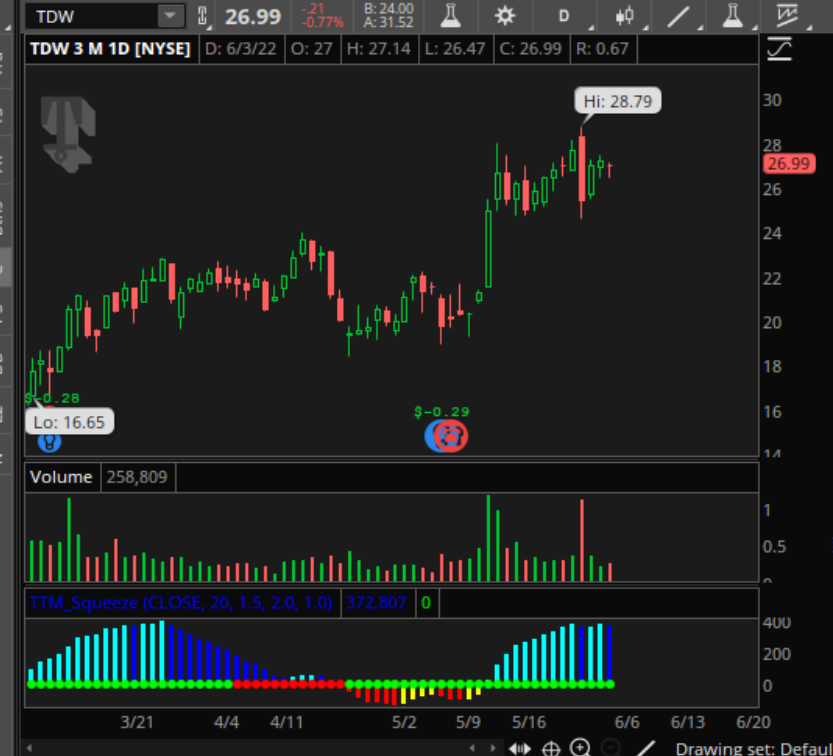 TDW 26.99 -.21 B: 24.00 D
-0.77% A: 31.52
TDW 3 M 1D [NYSE] D: 6/3/22 O: 27 H: 27.14 L: 26.47 C: 26.99 R: 0.67
Hi: 28.79
30
28
26.99
26
24
22
20
18
$-0.28
16
$-0.29
Lo: 16.65
14
Volume 258,809
1
0.5
0
TTM_Squeeze (CLOSE, 20, 1.5, 2.0, 1.0) 372.807 0
400
200
0
3/21 4/4 4/11 5/2 5/9 5/16 6/6 6/13 6/20
Drawing set: Defaul